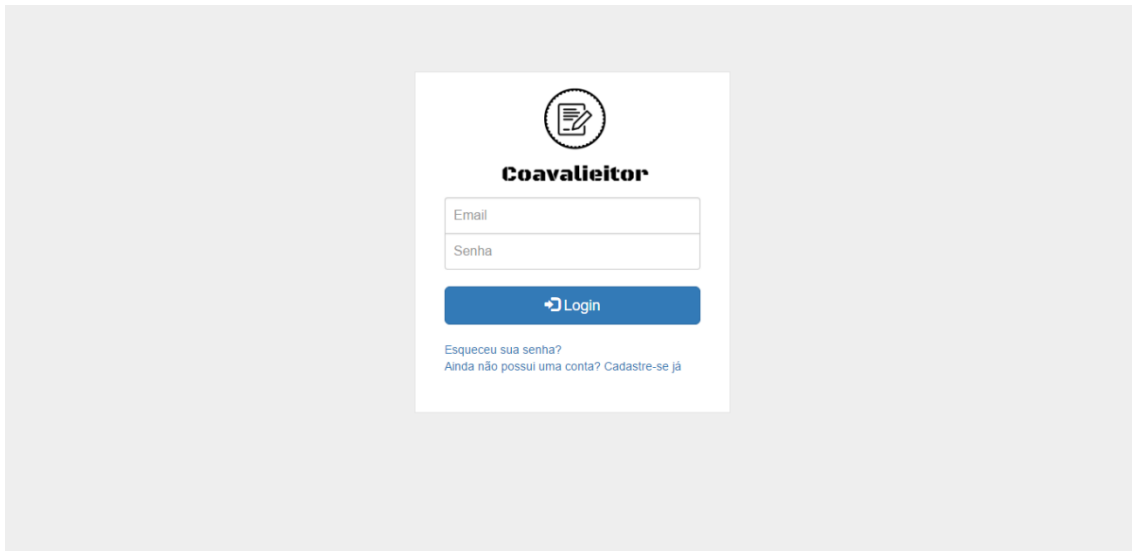 Coavalieitor
Email
Senha
Login
Esqueceu sua senha?
Ainda não possui uma conta? Cadastre-se já